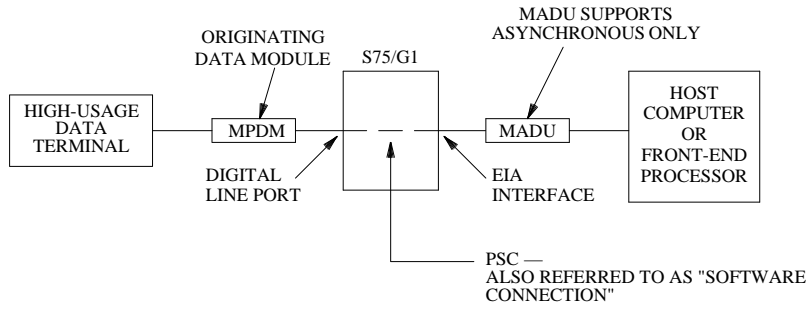 ORIGINATING
DATA MODULE
S75/G1
MADU SUPPORTS
ASYNCHRONOUS ONLY
HIGH-USAGE
DATA
TERMINAL
MPDM
MADU
HOST
COMPUTER
OR
FRONT-END
PROCESSOR
DIGITAL
LINE PORT
EIA
INTERFACE
PSC —
ALSO REFERRED TO AS "SOFTWARE
CONNECTION"